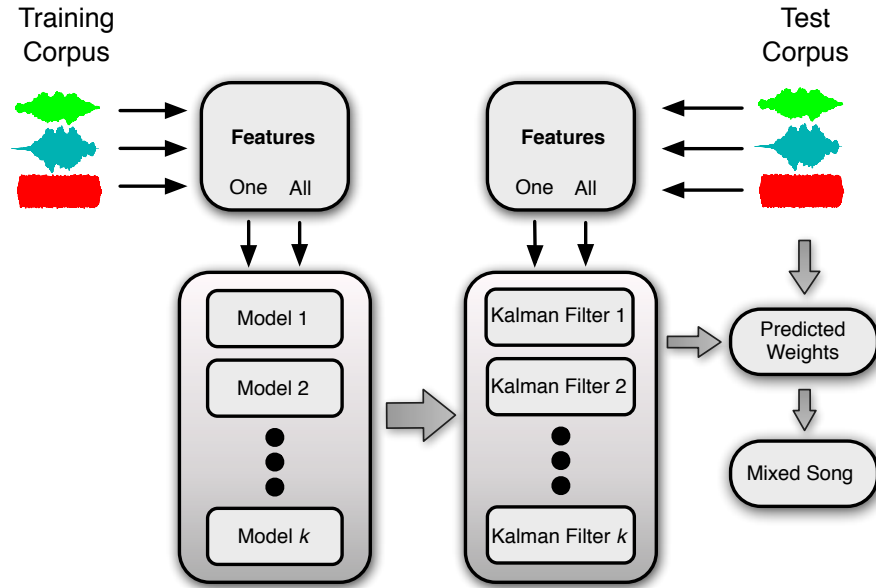 Training
Corpus
Features
One All
Model 1
Model 2
Model k
Features
One All
Kalman Filter 1
Kalman Filter 2
Kalman Filter k
Test
Corpus
Predicted
Weights
Mixed Song